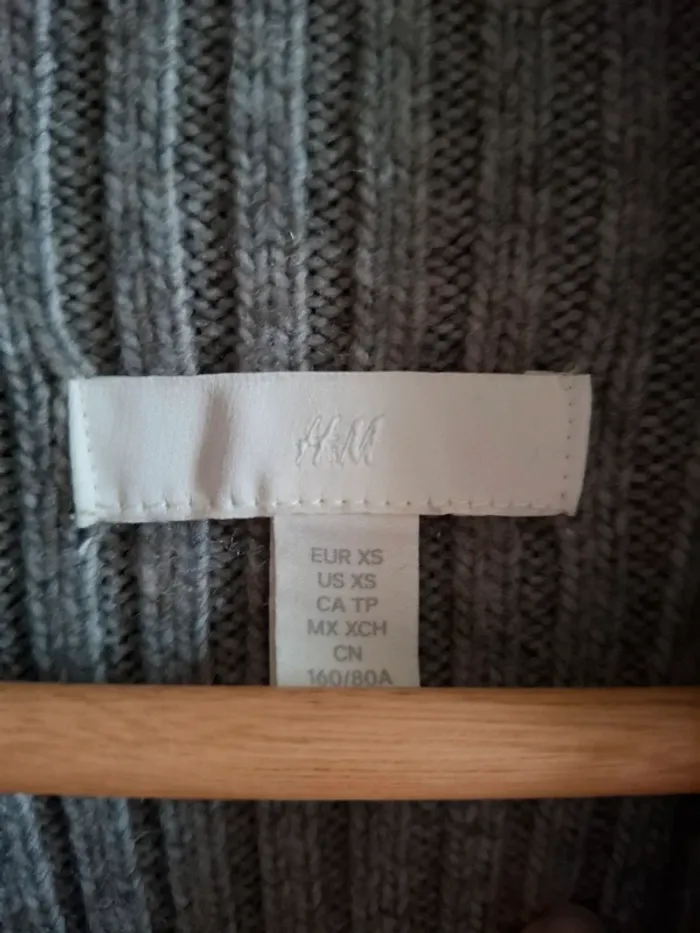 H&M
EUR XS
US XS
CA TP
MX XCH
CN
160/80A